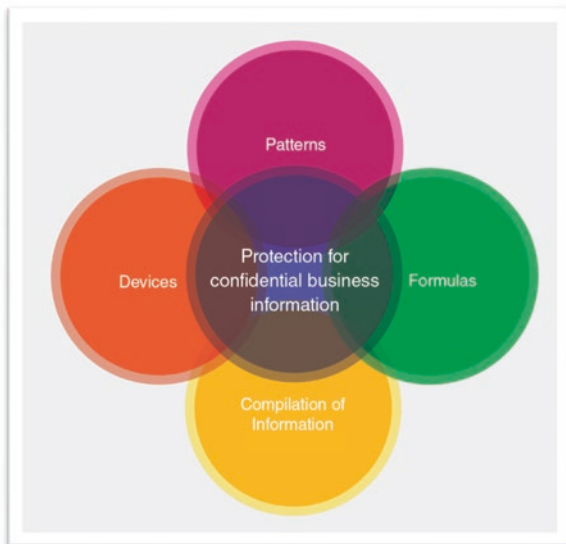 Patterns
Devices
Protection for
confidential business
information
Formulas
Compilation of
Information